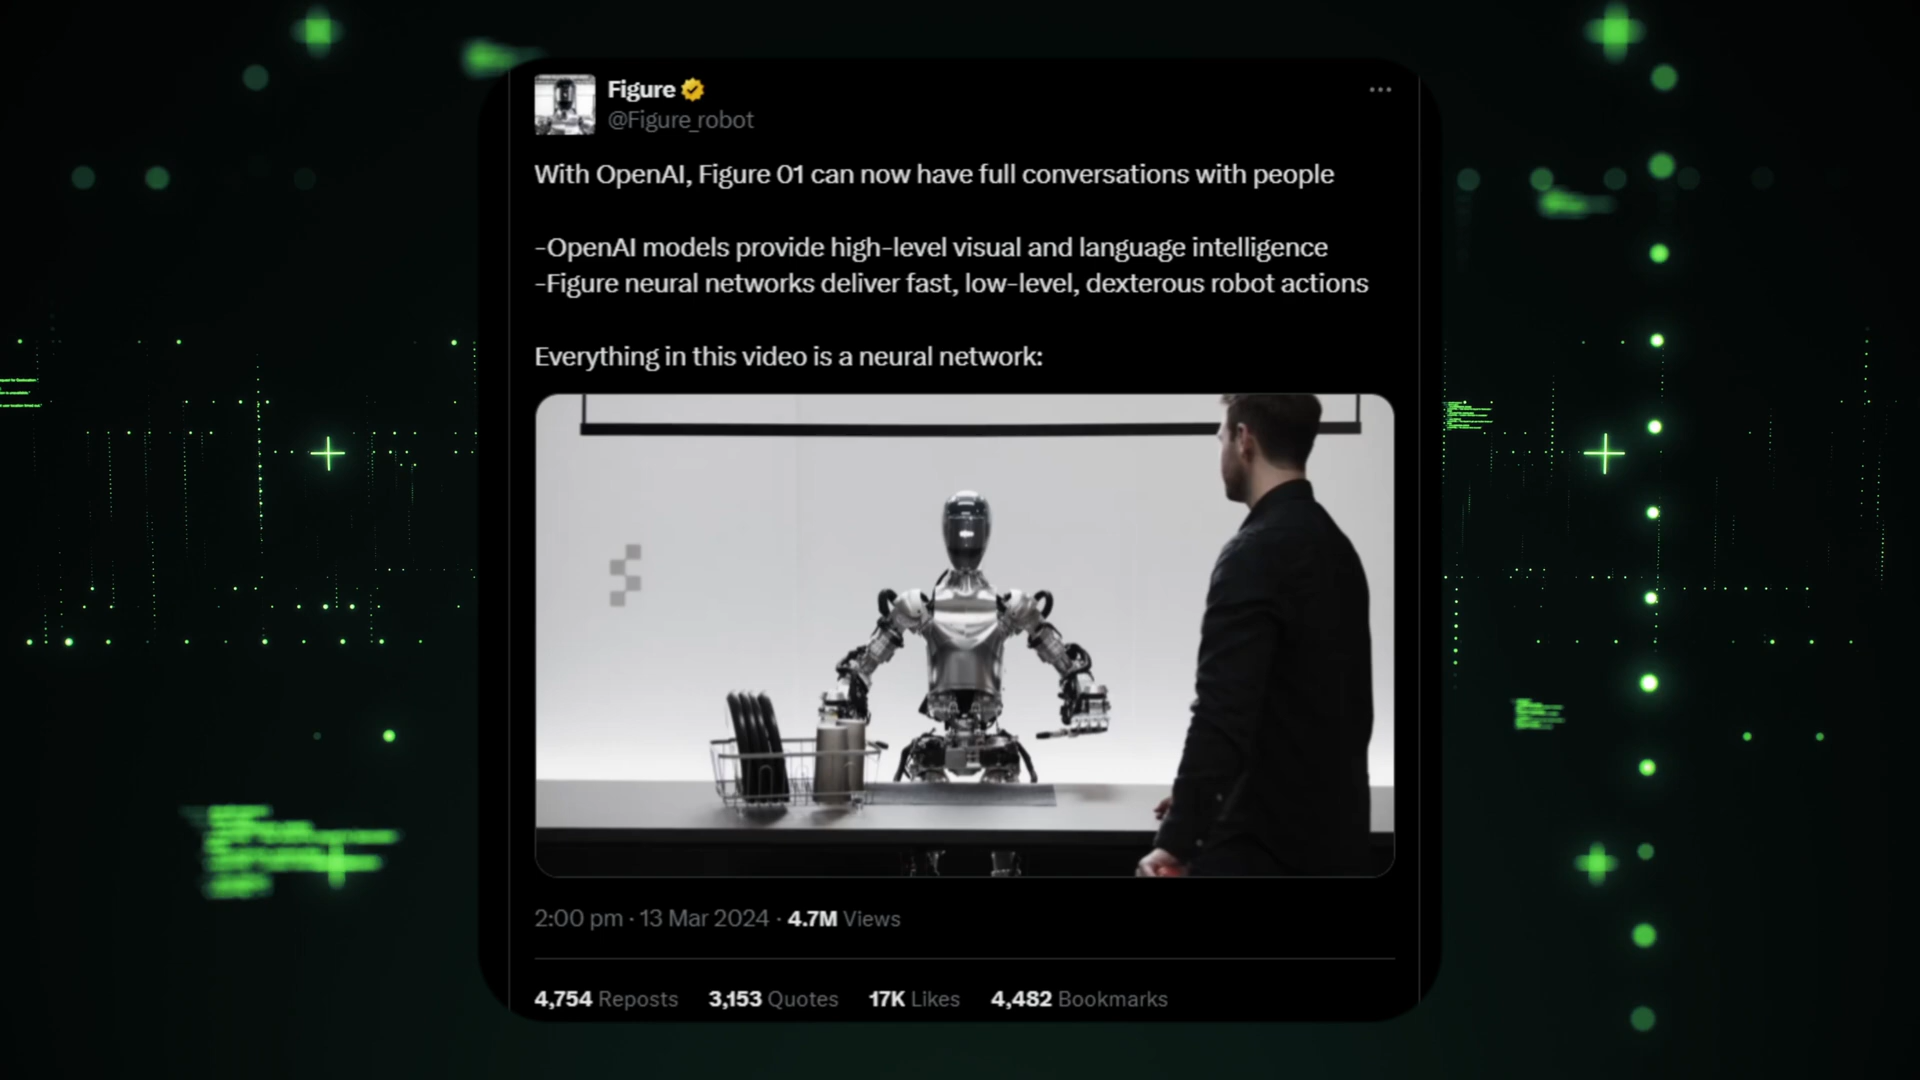 Figure
@Figure_robot
With OpenAI, Figure 01 can now have full conversations with people
-OpenAI models provide high-level visual and language intelligence
-Figure neural networks deliver fast, low-level, dexterous robot actions
Everything in this video is a neural network:
2:00 pm · 13 Mar 2024 · 4.7M Views
4,754 Reposts 3,153 Quotes 17K Likes 4,482 Bookmarks